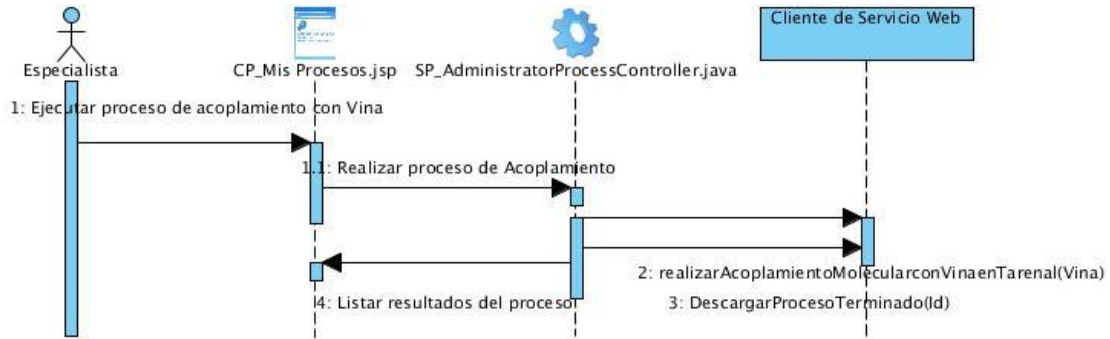 Cliente de Servicio Web
Especialista
CP_Mis Procesos.jsp
SP_AdministratorProcessController.java
1: Ejecutar proceso de acoplamiento con Vina
1.1: Realizar proceso de Acoplamiento
2: realizarAcoplamientoMolecularconVinaenTarenal(Vina)
4: Listar resultados del proceso
3: DescargarProcesoTerminado(Id)